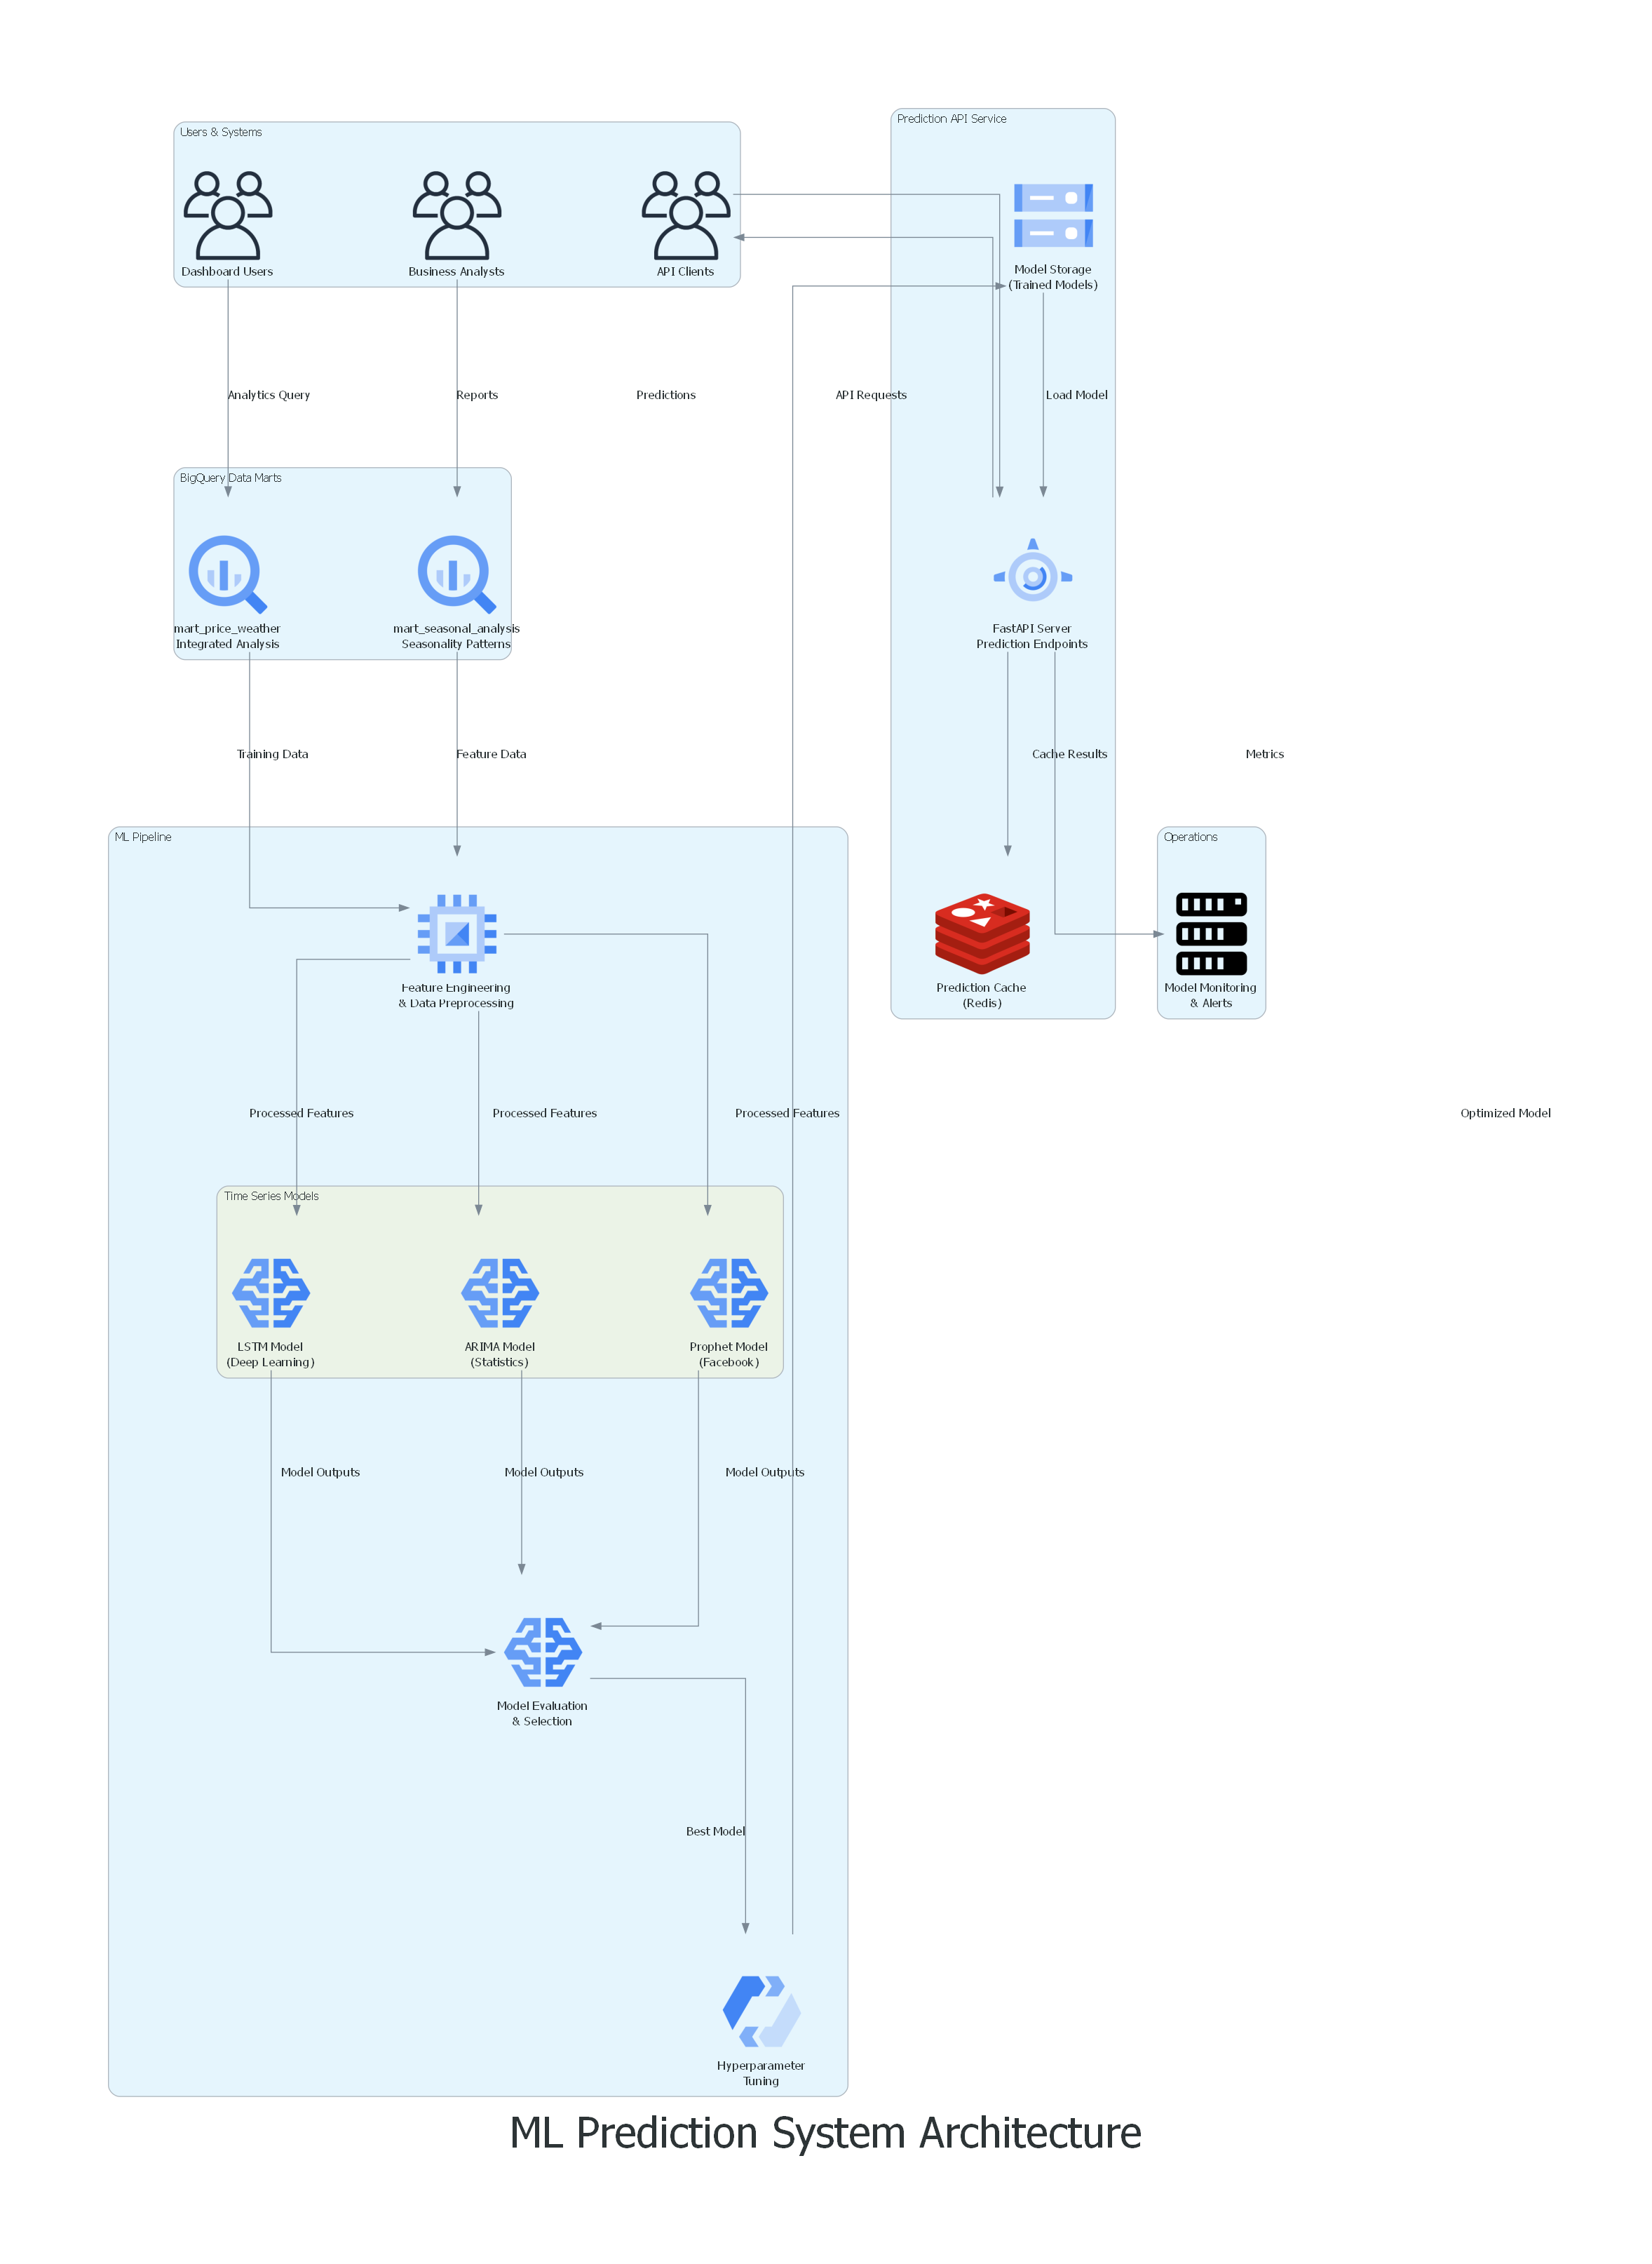 Users & Systems
Prediction API Service
Dashboard Users
Business Analysts
API Clients
Model Storage
(Trained Models)
Analytics Query
Reports
Predictions
API Requests
Load Model
BigQuery Data Marts
mart_price_weather
Integrated Analysis
mart_seasonal_analysis
Seasonality Patterns
FastAPI Server
Prediction Endpoints
Training Data
Feature Data
Cache Results
Metrics
ML Pipeline
Operations
Feature Engineering
& Data Preprocessing
Prediction Cache
(Redis)
Model Monitoring
& Alerts
Processed Features
Processed Features
Processed Features
Optimized Model
Time Series Models
LSTM Model
(Deep Learning)
ARIMA Model
(Statistics)
Prophet Model
(Facebook)
Model Outputs
Model Outputs
Model Outputs
Model Evaluation
& Selection
Best Model
Hyperparameter
Tuning
ML Prediction System Architecture